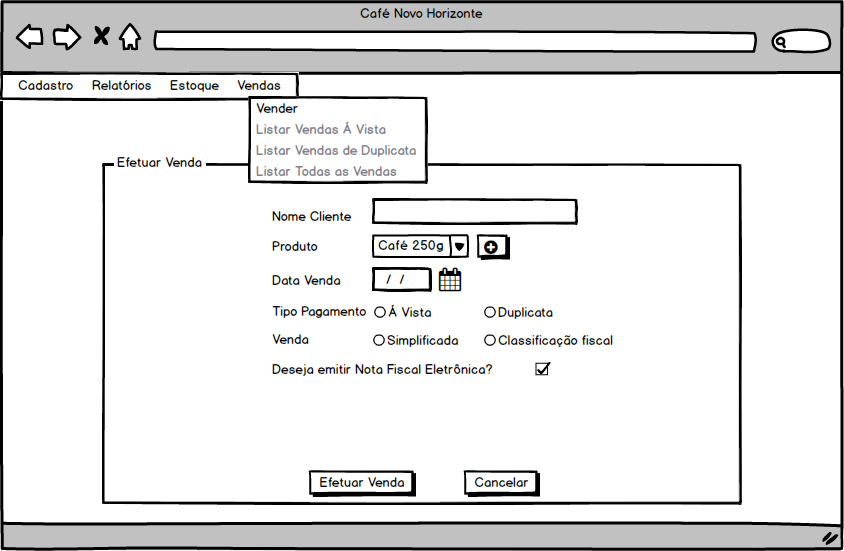 Café Novo Horizonte
Cadastro Relatórios Estoque Vendas
Vender
Listar Vendas Á Vista
Listar Vendas de Duplicata
Listar Todas as Vendas
Efetuar Venda
Nome Cliente
Produto Café 250g
Data Venda / /
Tipo Pagamento Á Vista Duplicata
Venda Simplificada Classificação fiscal
Deseja emitir Nota Fiscal Eletrônica?
Efetuar Venda Cancelar